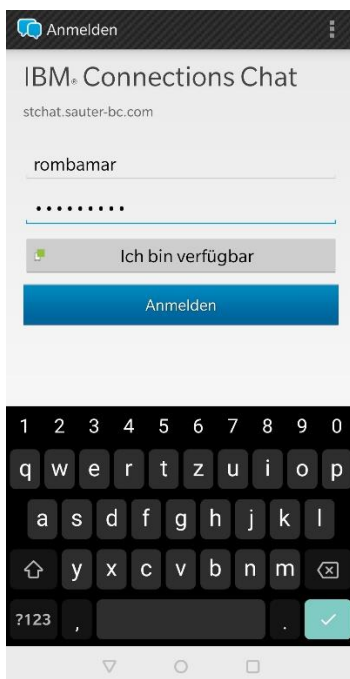 Anmelden
IBM® Connections Chat
stchat.sauter-bc.com
rombamar
•••••••••
Ich bin verfügbar
Anmelden
1 2 3 4 5 6 7 8 9 0
q w e r t z u i o p
a s d f g h j k l
y x c v b n m
?123 , .